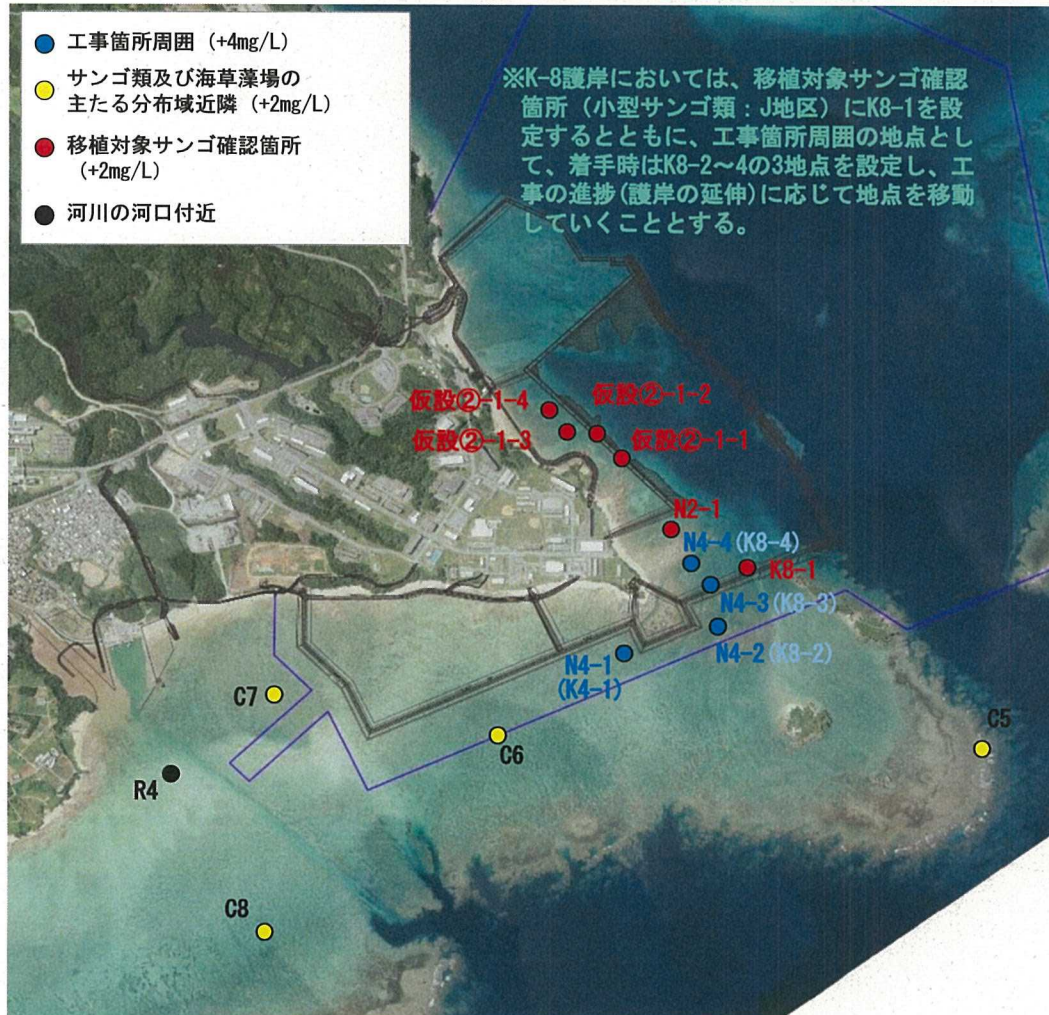 工事箇所周囲 (+4mg/L)
サンゴ類及び海草藻場の
主たる分布域近隣 (+2mg/L)
移植対象サンゴ確認箇所
(+2mg/L)
河川の河口付近
※K-8護岸においては、移植対象サンゴ確認
箇所（小型サンゴ類：J地区）にK8-1を設
定するとともに、工事箇所周囲の地点とし
て、着手時はK8-2～4の3地点を設定し、工
事の進捗(護岸の延伸)に応じて地点を移動
していくこととする。
仮設②-1-4
仮設②-1-2
仮設②-1-3
仮設②-1-1
N2-1
N4-4(K8-4)
K8-1
N4-3(K8-3)
N4-2(K8-2)
N4-1
(K4-1)
C7
C6
C5
R4
C8